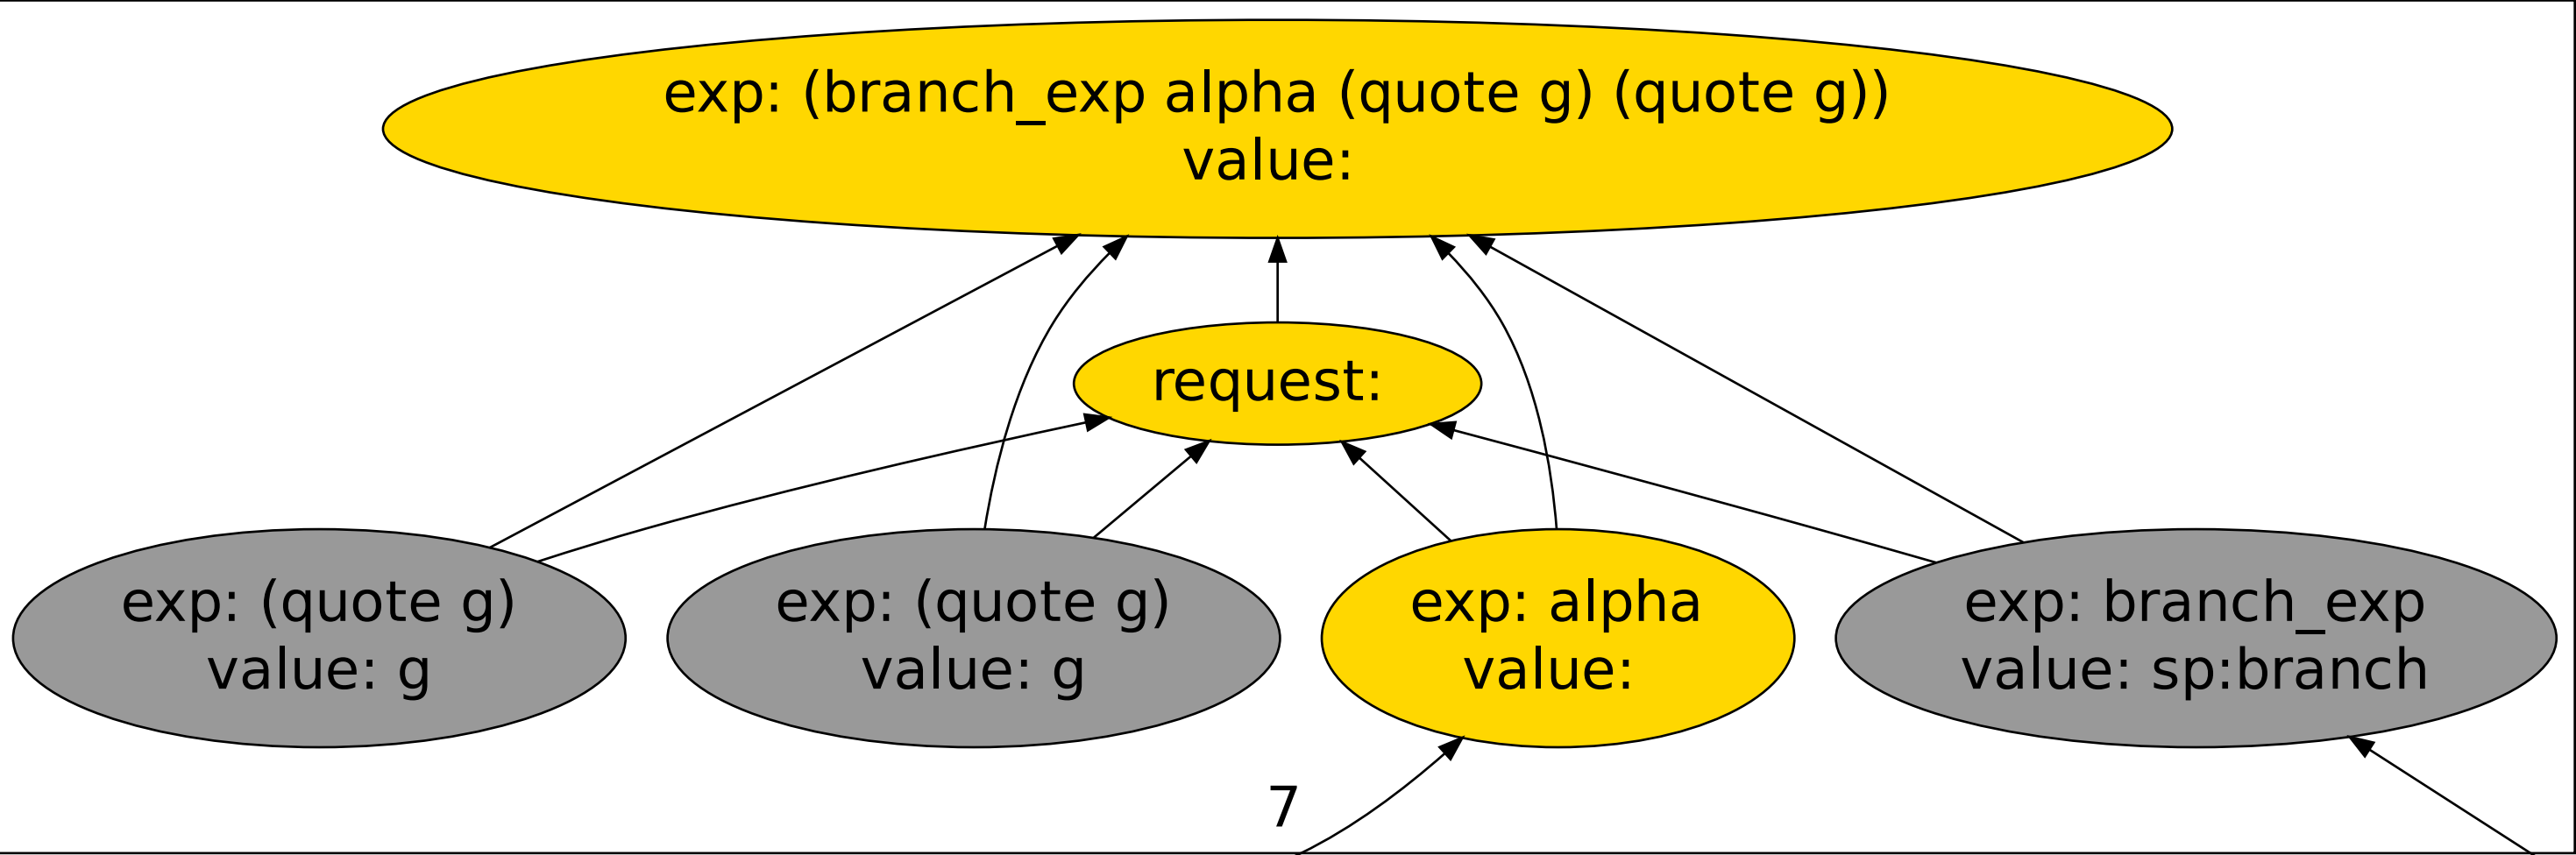 exp: (branch_exp alpha (quote g) (quote g))
value:
request:
exp: (quote g)
value: g
exp: (quote g)
value: g
exp: alpha
value:
exp: branch_exp
value: sp:branch
7